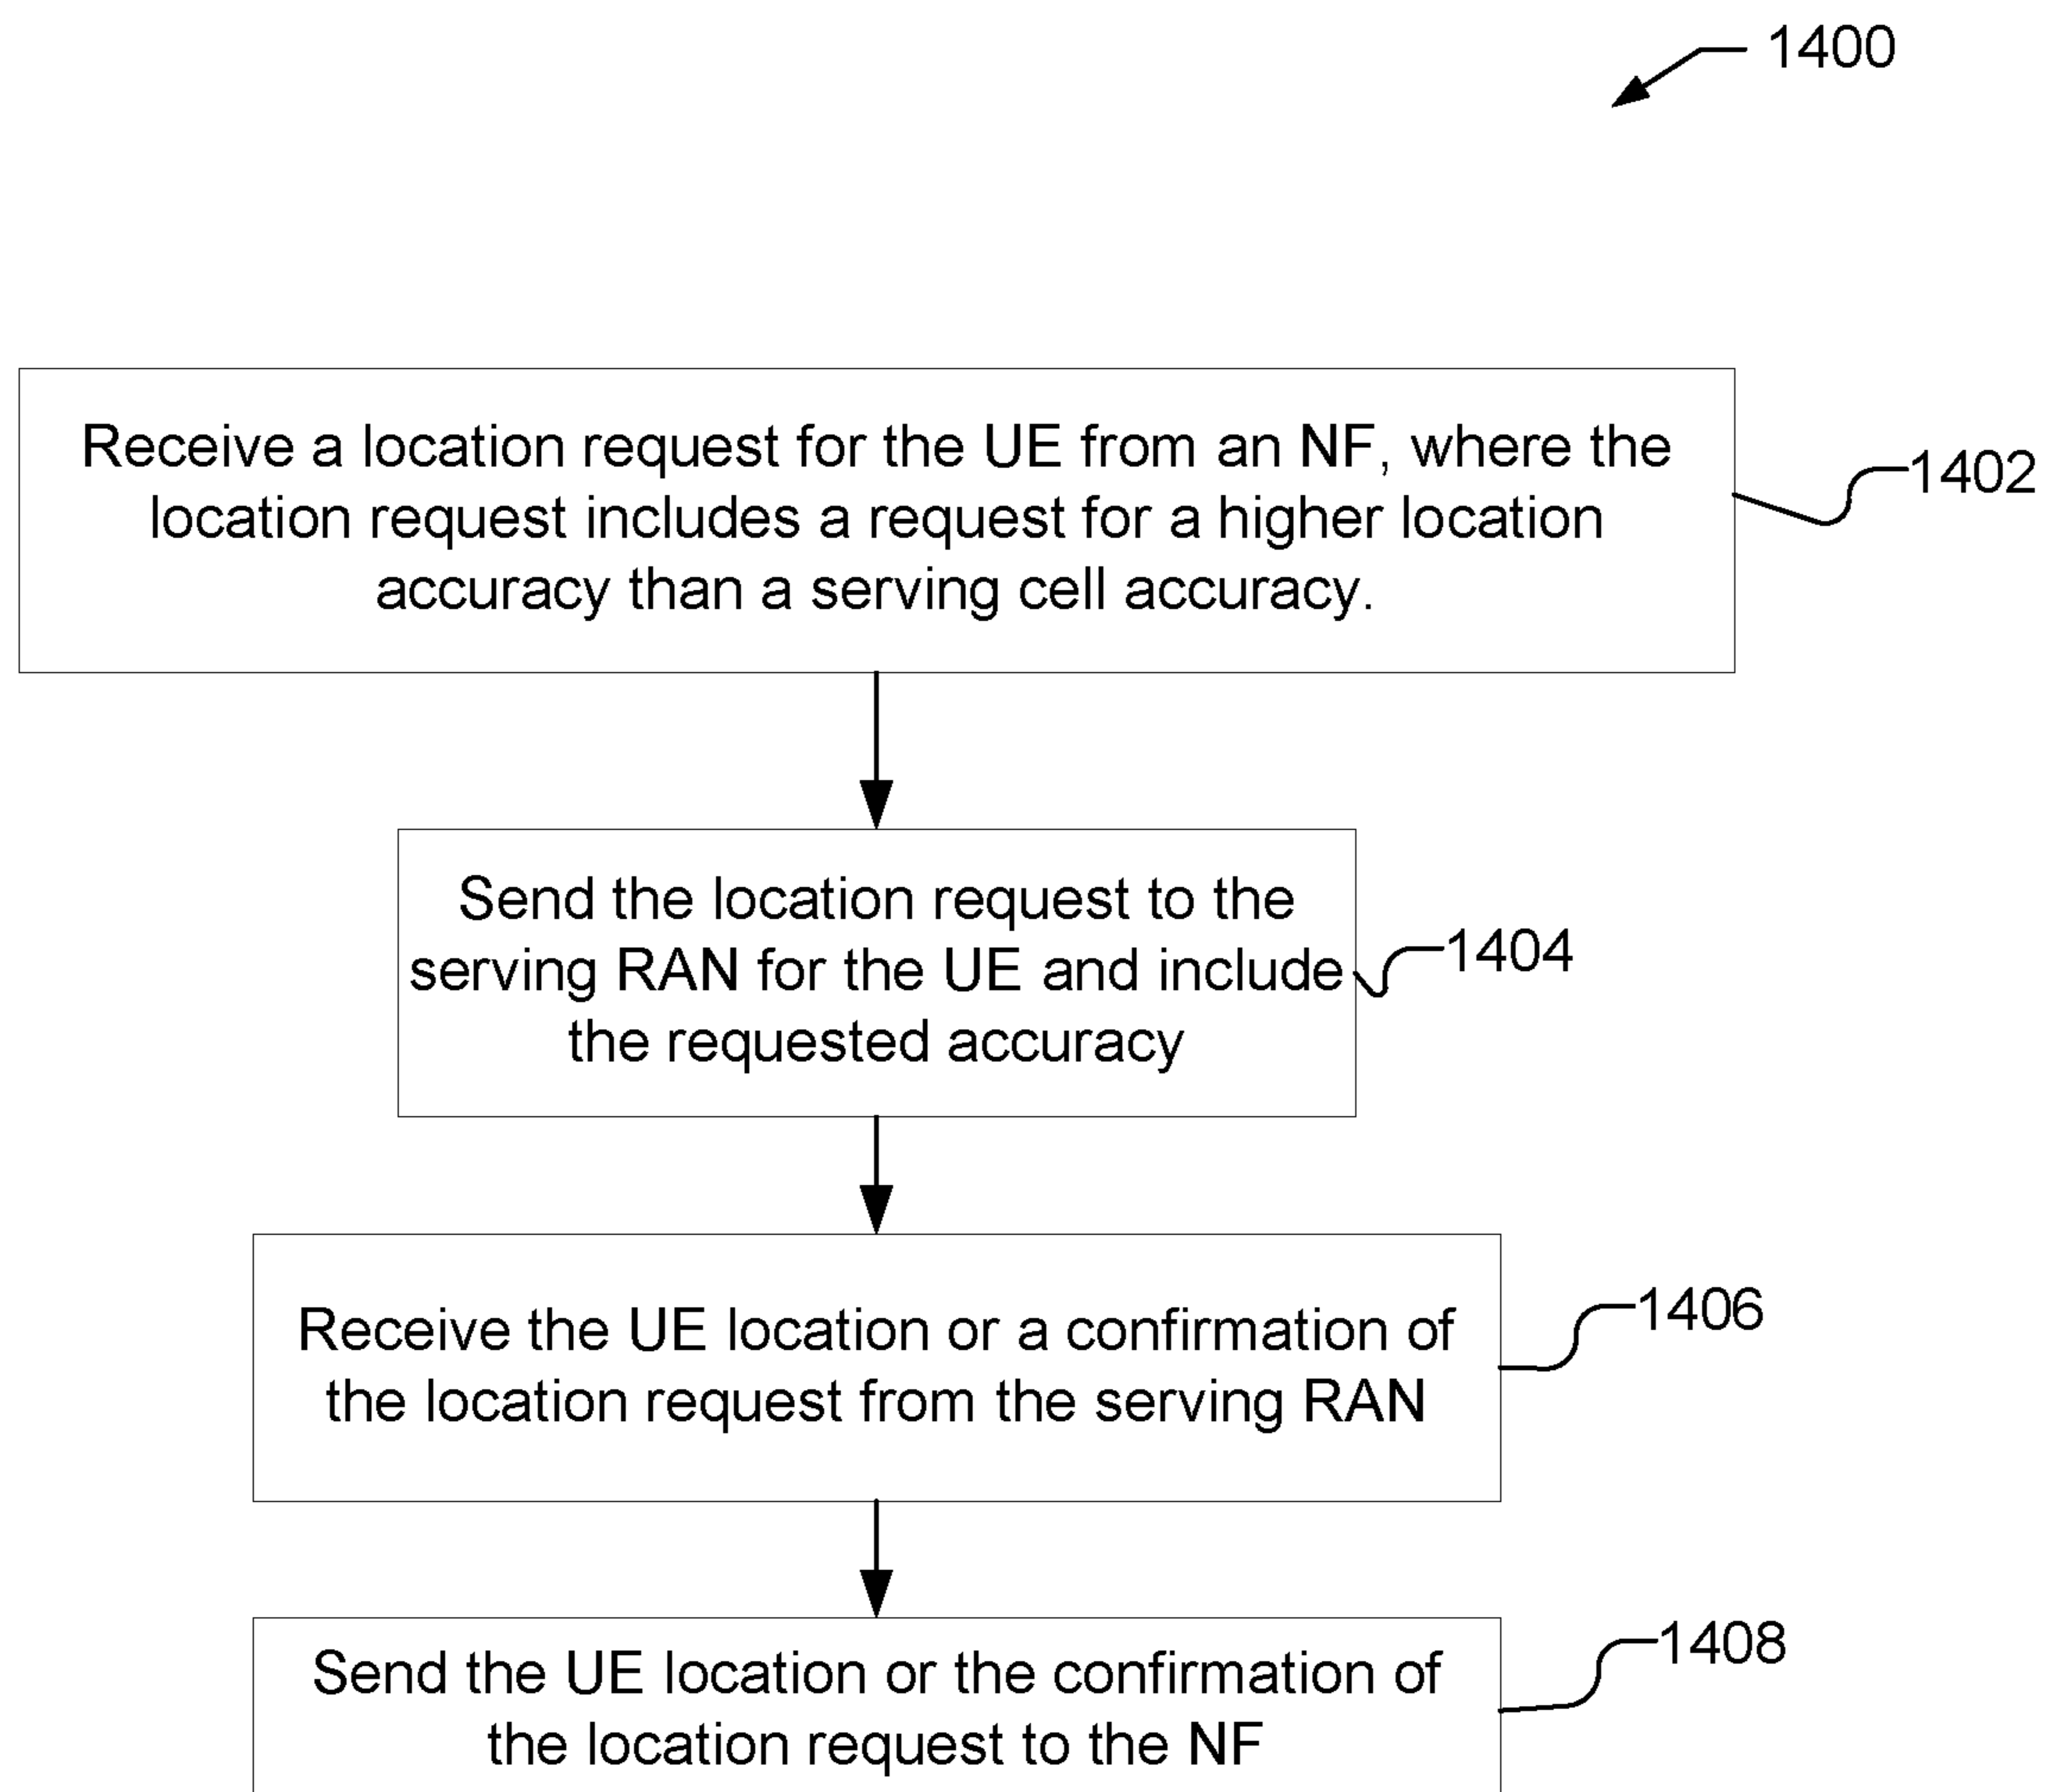 1400
Receive a location request for the UE from an NF, where the
location request includes a request for a higher location
accuracy than a serving cell accuracy.
1402
Send the location request to the
serving RAN for the UE and include
the requested accuracy
1404
Receive the UE location or a confirmation of
the location request from the serving RAN
1406
Send the UE location or the confirmation of
the location request to the NF
1408